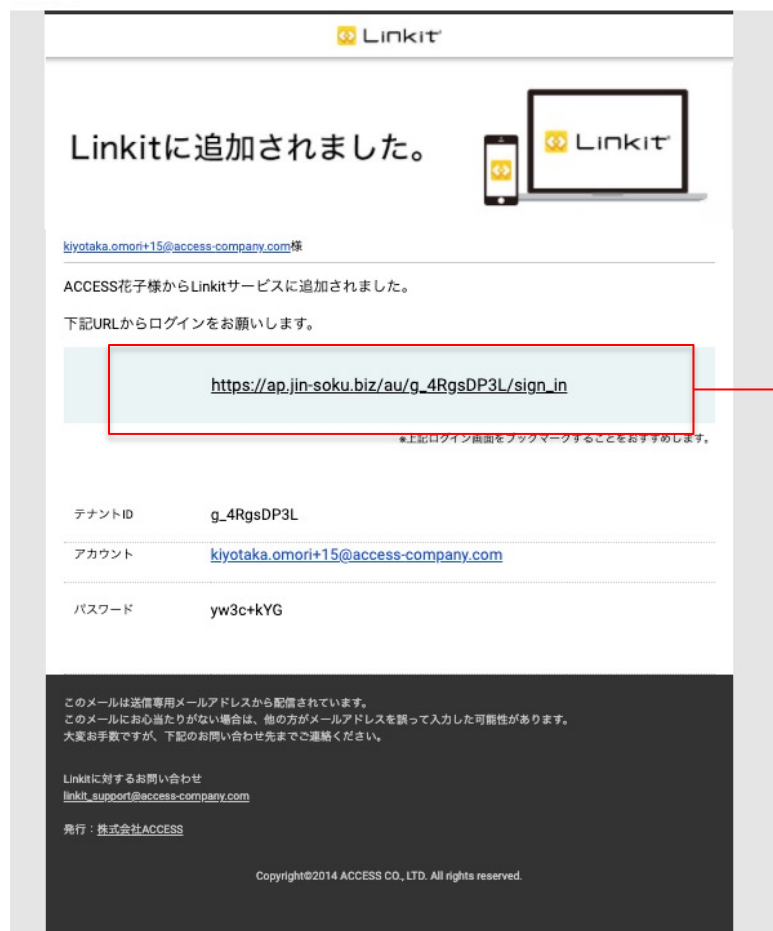 Linkit
Linkitに追加されました。
Linkit
kiyotaka.omori+15@access-company.com様
ACCESS花子様からLinkitサービスに追加されました。
下記URLからログインをお願いします。
https://ap.jin-soku.biz/au/g_4RgsDP3L/sign_in
※上記ログイン画面をブックマークすることをおすすめします。
テナントID g_4RgsDP3L
アカウント kiyotaka.omori+15@access-company.com
パスワード yw3c+kYG
このメールは送信専用メールアドレスから配信されています。
このメールにお心当たりがない場合は、他の方がメールアドレスを誤って入力した可能性があります。
大変お手数ですが、下記のお問い合わせ先までご連絡ください。
Linkitに対するお問い合わせ
linkit_support@access-company.com
発行：株式会社ACCESS
Copyright©2014 ACCESS CO., LTD. All rights reserved.